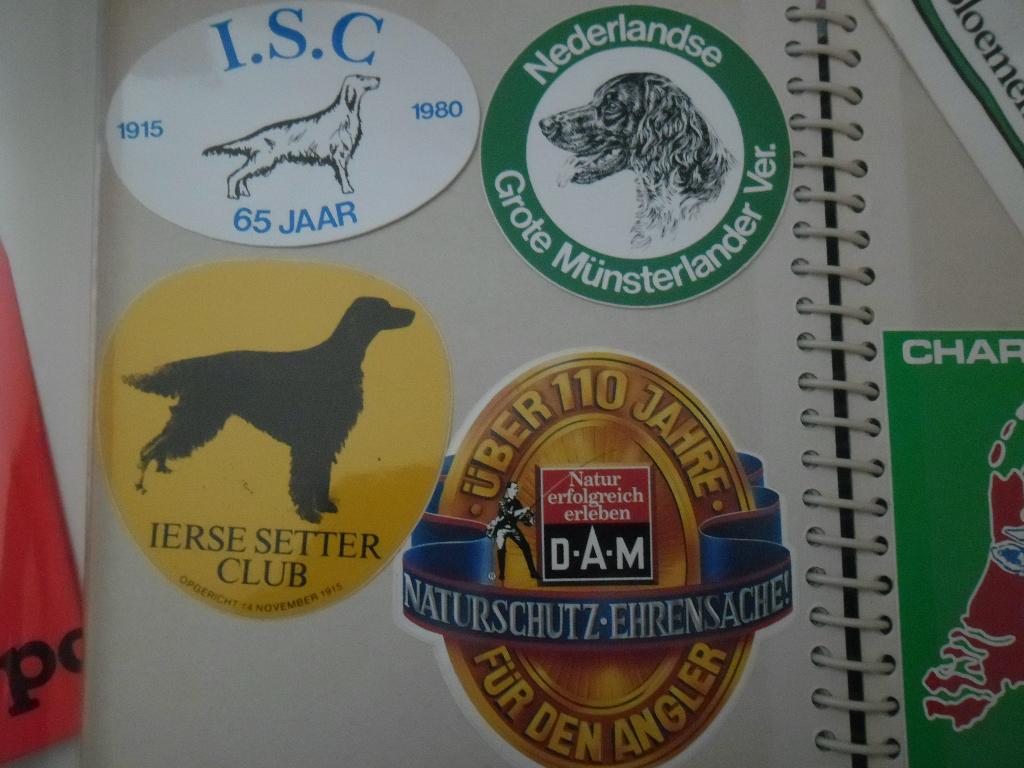 I.S.C
1915
1980
65 JAAR
Nederlandse
Grote Münsterlander Ver.
IERSE SETTER
CLUB
OPGERICHT 14 NOVEMBER 1915
· ÜBER 110 JAHRE ·
Natur
erfolgreich
erleben
D·A·M
®
NATURSCHUTZ·EHRENSACHE!
FÜR DEN ANGLER
CHAR